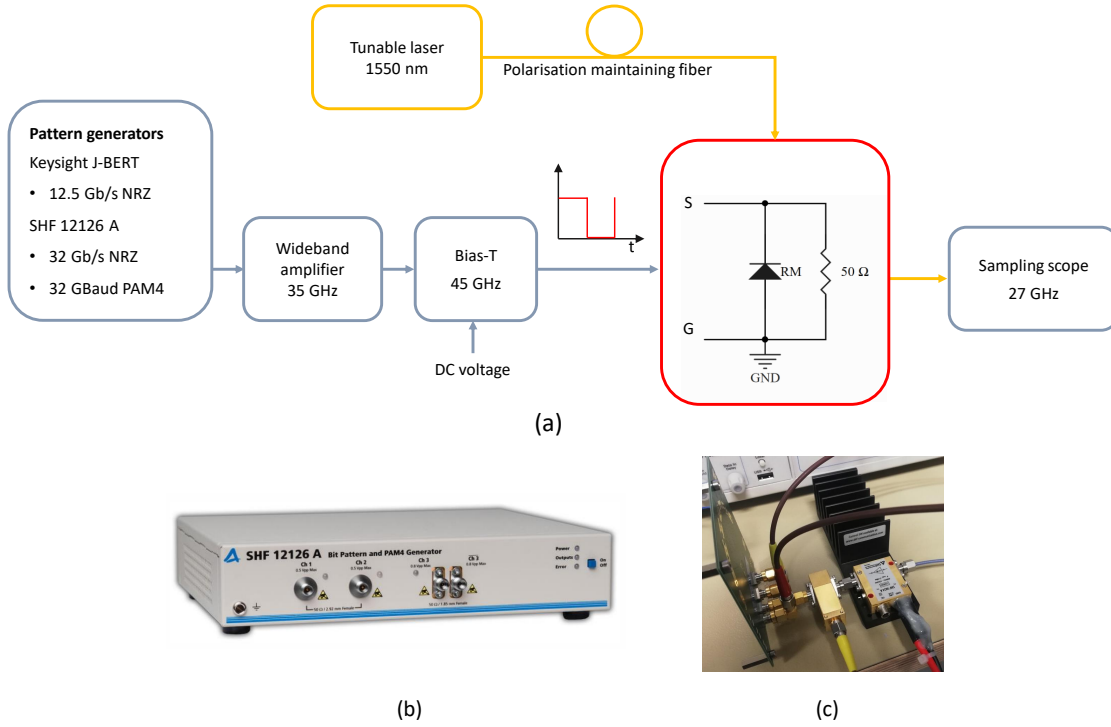 Tunable laser
1550 nm
Polarisation maintaining fiber
Pattern generators
Keysight J-BERT
• 12.5 Gb/s NRZ
SHF 12126 A
• 32 Gb/s NRZ
• 32 GBaud PAM4
Wideband
amplifier
35 GHz
Bias-T
45 GHz
DC voltage
t
S
RM
50 Ω
G
GND
Sampling scope
27 GHz
(a)
SHF 12126 A Bit Pattern and PAM4 Generator
Ch 1
Ch 2
Ch 3
Ch 3
Power
Outputs
Error
On
Off
(b)
(c)